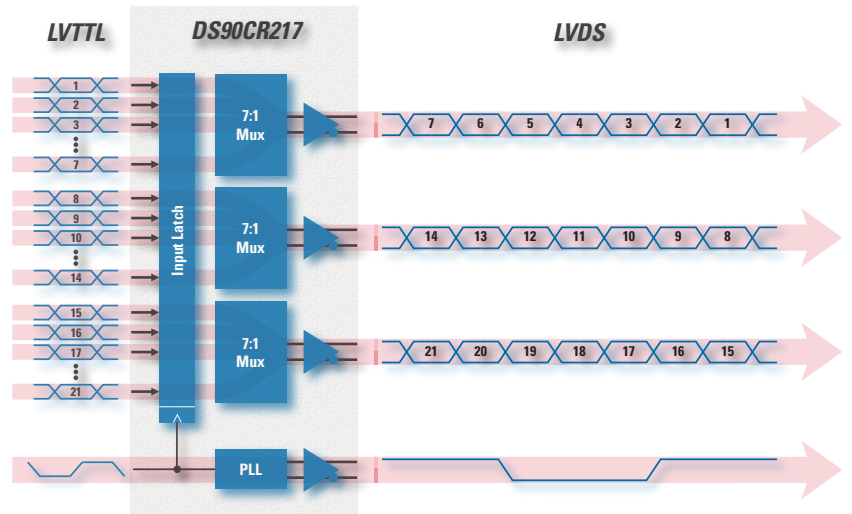 LVTTL DS90CR217 LVDS
1
2
3
7
7:1
Mux
7 6 5 4 3 2 1
8
9
10
14
Input Latch
7:1
Mux
14 13 12 11 10 9 8
15
16
17
21
7:1
Mux
21 20 19 18 17 16 15
PLL